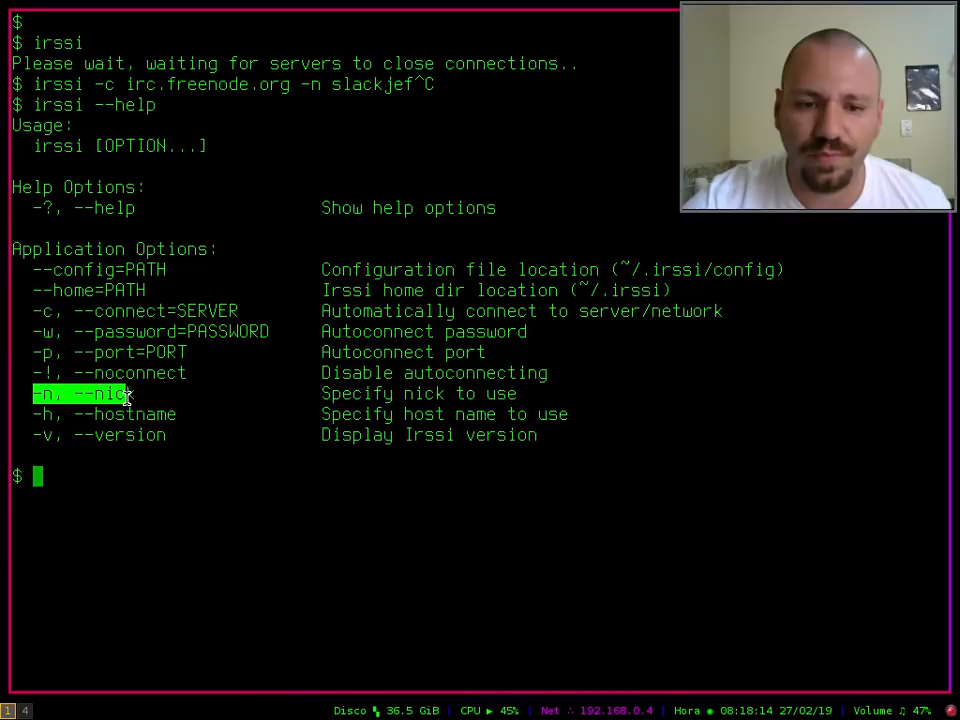 $
$ irssi
Please wait, waiting for servers to close connections..
$ irssi -c irc.freenode.org -n slackjef^C
$ irssi --help
Usage:
  irssi [OPTION...]

Help Options:
  -?, --help                  Show help options

Application Options:
  --config=PATH               Configuration file location (~/.irssi/config)
  --home=PATH                 Irssi home dir location (~/.irssi)
  -c, --connect=SERVER        Automatically connect to server/network
  -w, --password=PASSWORD     Autoconnect password
  -p, --port=PORT             Autoconnect port
  -!, --noconnect             Disable autoconnecting
  -n, --nick                  Specify nick to use
  -h, --hostname              Specify host name to use
  -v, --version               Display Irssi version

$
1 4 Disco 36.5 GiB | CPU ▶ 45% | Net ∴ 192.168.0.4 | Hora ◉ 08:18:14 27/02/19 | Volume ♫ 47%